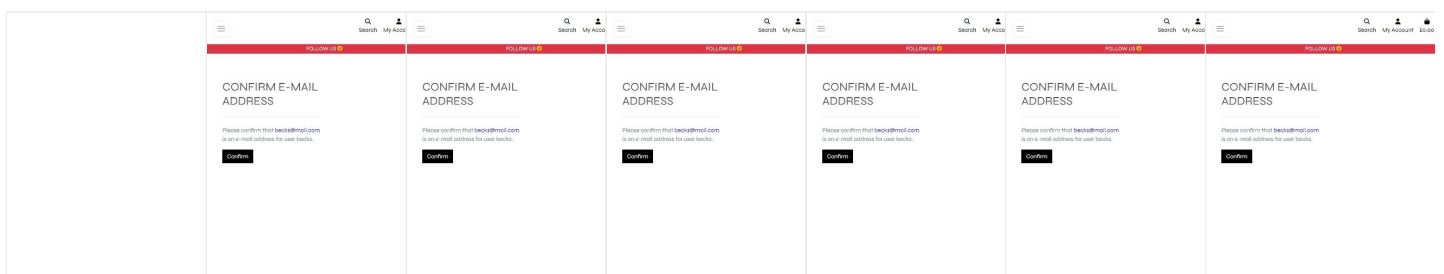 Search My Acco
FOLLOW US
CONFIRM E-MAIL
ADDRESS
Please confirm that becks@mail.com
is an e-mail address for user becks.
Confirm
Search My Acco
FOLLOW US
CONFIRM E-MAIL
ADDRESS
Please confirm that becks@mail.com
is an e-mail address for user becks.
Confirm
Search My Acco
FOLLOW US
CONFIRM E-MAIL
ADDRESS
Please confirm that becks@mail.com
is an e-mail address for user becks.
Confirm
Search My Acc
FOLLOW US
CONFIRM E-MAIL
ADDRESS
Please confirm that becks@mail.com
is an e-mail address for user becks.
Confirm
Search My Acc
FOLLOW US
CONFIRM E-MAIL
ADDRESS
Please confirm that becks@mail.com
is an e-mail address for user becks.
Confirm
Search My Account £0.00
FOLLOW US
CONFIRM E-MAIL
ADDRESS
Please confirm that becks@mail.com
is an e-mail address for user becks.
Confirm